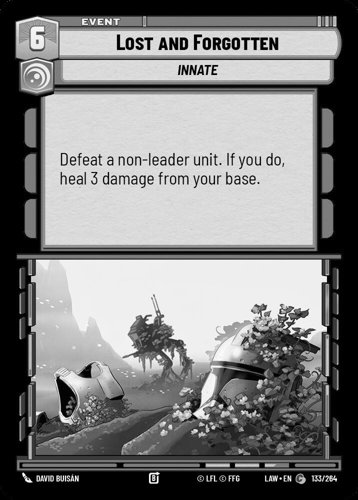 EVENT
6
LOST AND FORGOTTEN
INNATE
Defeat a non-leader unit. If you do,
heal 3 damage from your base.
DAVID BUISÁN
© LFL © FFG
LAW • EN
C
133/264